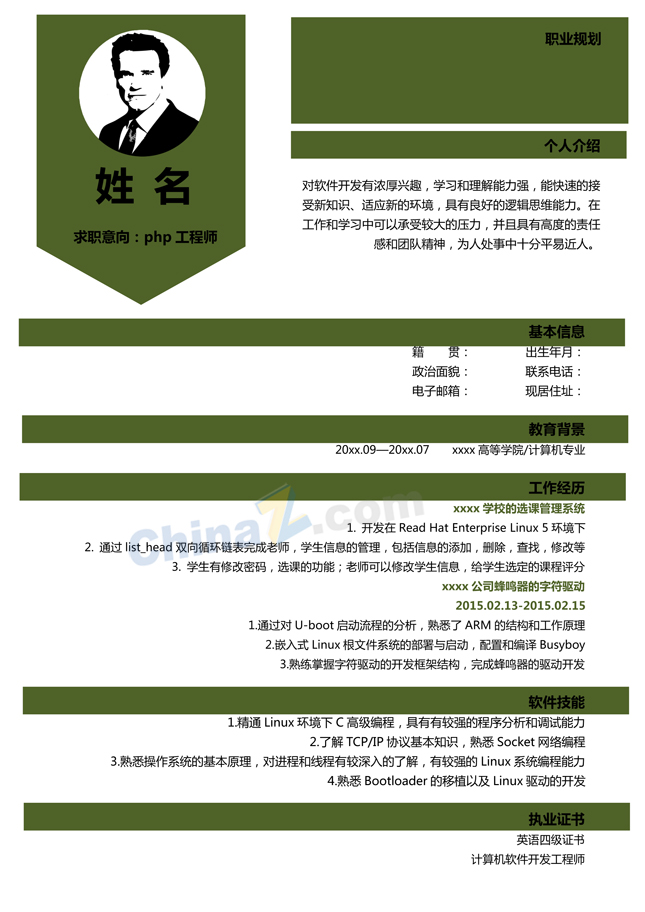 职业规划
姓 名
求职意向：php 工程师
个人介绍
对软件开发有浓厚兴趣，学习和理解能力强，能快速的接
受新知识、适应新的环境，具有良好的逻辑思维能力。在
工作和学习中可以承受较大的压力，并且具有高度的责任
感和团队精神，为人处事中十分平易近人。
基本信息
籍　　贯： 出生年月：
政治面貌： 联系电话：
电子邮箱： 现居住址：
教育背景
20xx.09—20xx.07 xxxx 高等学院/计算机专业
工作经历
xxxx 学校的选课管理系统
1. 开发在 Read Hat Enterprise Linux 5 环境下
2. 通过 list_head 双向循环链表完成老师，学生信息的管理，包括信息的添加，删除，查找，修改等
3. 学生有修改密码，选课的功能；老师可以修改学生信息，给学生选定的课程评分
xxxx 公司蜂鸣器的字符驱动
2015.02.13-2015.02.15
1.通过对 U-boot 启动流程的分析，熟悉了 ARM 的结构和工作原理
2.嵌入式 Linux 根文件系统的部署与启动，配置和编译 Busyboy
3.熟练掌握字符驱动的开发框架结构，完成蜂鸣器的驱动开发
ChinaZ.com
软件技能
1.精通 Linux 环境下 C 高级编程，具有有较强的程序分析和调试能力
2.了解 TCP/IP 协议基本知识，熟悉 Socket 网络编程
3.熟悉操作系统的基本原理，对进程和线程有较深入的了解，有较强的 Linux 系统编程能力
4.熟悉 Bootloader 的移植以及 Linux 驱动的开发
执业证书
英语四级证书
计算机软件开发工程师